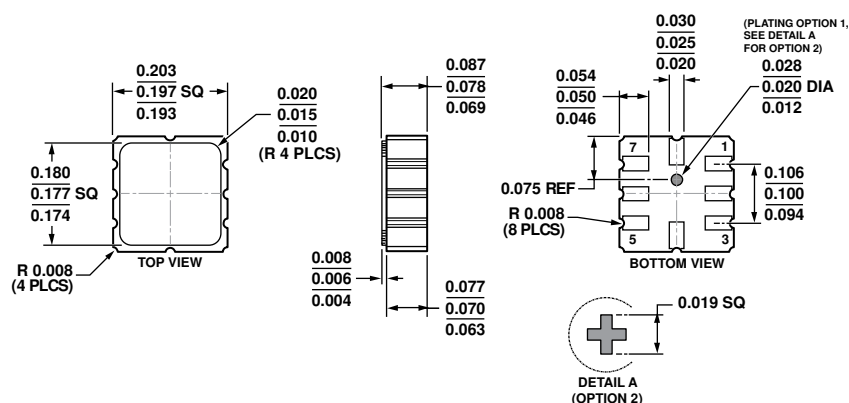 0.203
0.197 SQ
0.193
0.020
0.015
0.010
(R 4 PLCS)
0.180
0.177 SQ
0.174
R 0.008
(4 PLCS)
TOP VIEW
0.087
0.078
0.069
0.008
0.006
0.004
0.077
0.070
0.063
0.030
0.025
0.020
(PLATING OPTION 1,
SEE DETAIL A
FOR OPTION 2)
0.054
0.050
0.046
0.028
0.020 DIA
0.012
7
1
0.075 REF
0.106
0.100
0.094
R 0.008
(8 PLCS)
5
3
BOTTOM VIEW
0.019 SQ
DETAIL A
(OPTION 2)